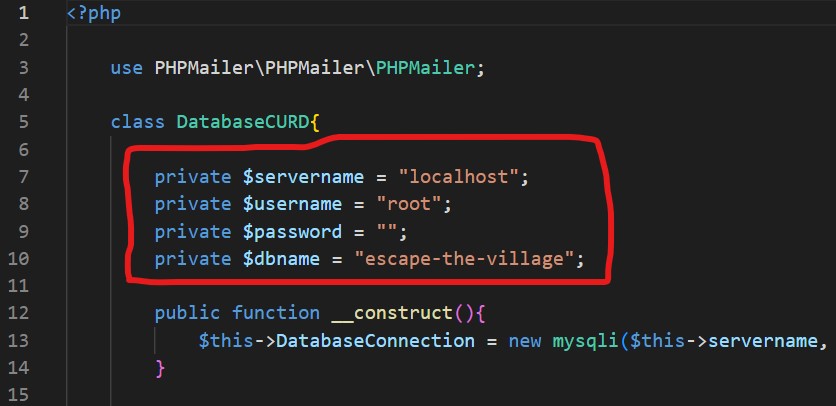 1 <?php
2
3 use PHPMailer\PHPMailer\PHPMailer;
4
5 class DatabaseCURD{
6
7 private $servername = "localhost";
8 private $username = "root";
9 private $password = "";
10 private $dbname = "escape-the-village";
11
12 public function __construct(){
13 $this->DatabaseConnection = new mysqli($this->servername,
14 }
15